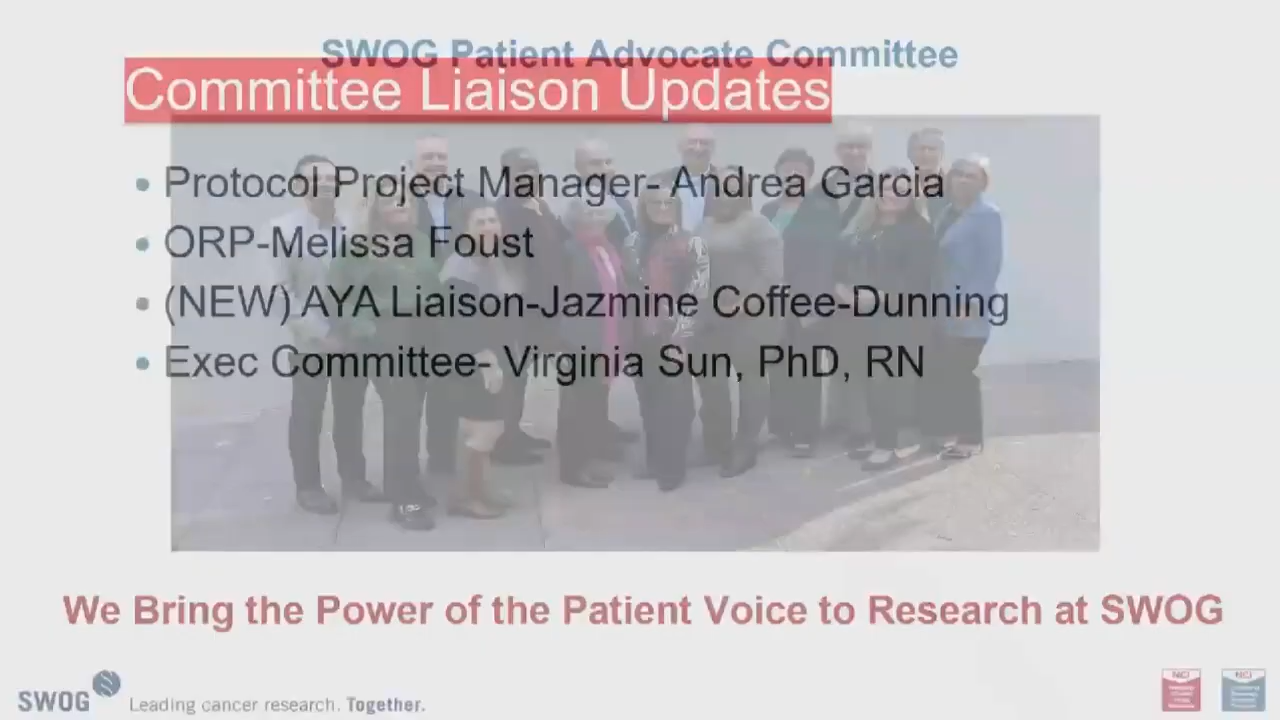 SWOG Patient Advocate Committee
Committee Liaison Updates
• Protocol Project Manager- Andrea Garcia
• ORP-Melissa Foust
• (NEW) AYA Liaison-Jazmine Coffee-Dunning
• Exec Committee- Virginia Sun, PhD, RN
We Bring the Power of the Patient Voice to Research at SWOG
SWOG Leading cancer research. Together.
NCI NCI